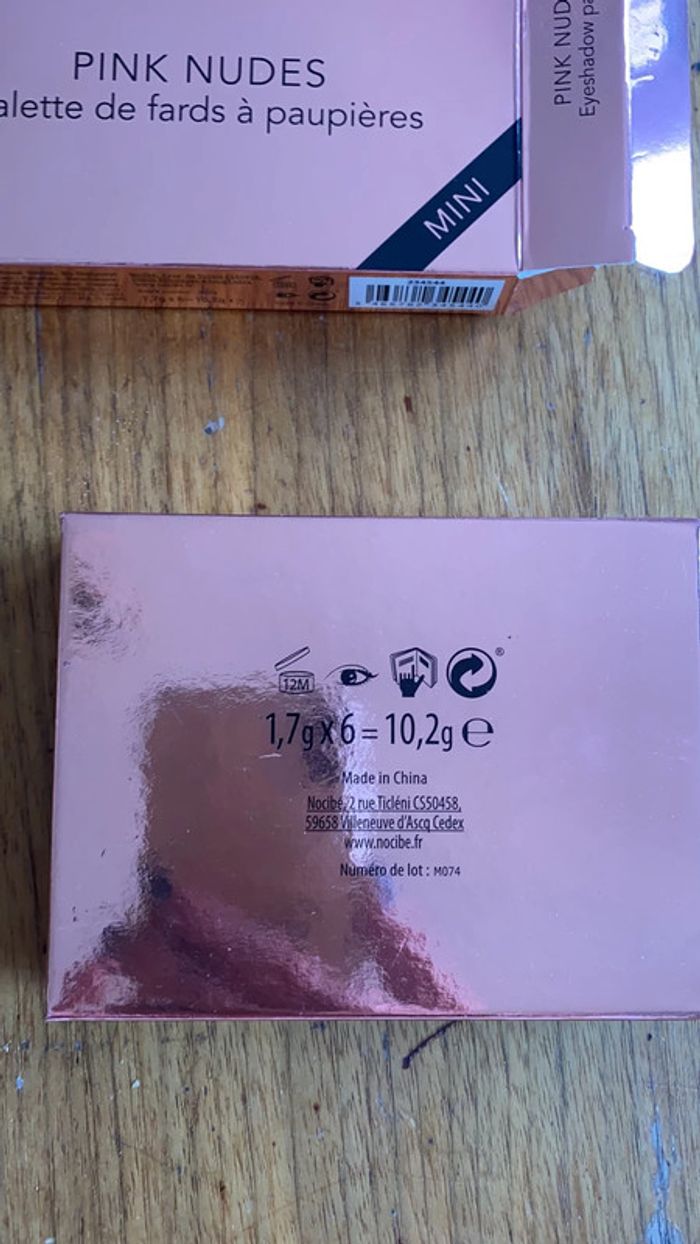 PINK NUDES
alette de fards à paupières
MINI
PINK NUD
Eyeshadow pa
12M
1,7g x 6 = 10,2g e
Made in China
Nocibé, 2 rue Ticléni CS50458,
59658 Villeneuve d'Ascq Cedex
www.nocibe.fr
Numéro de lot : M074